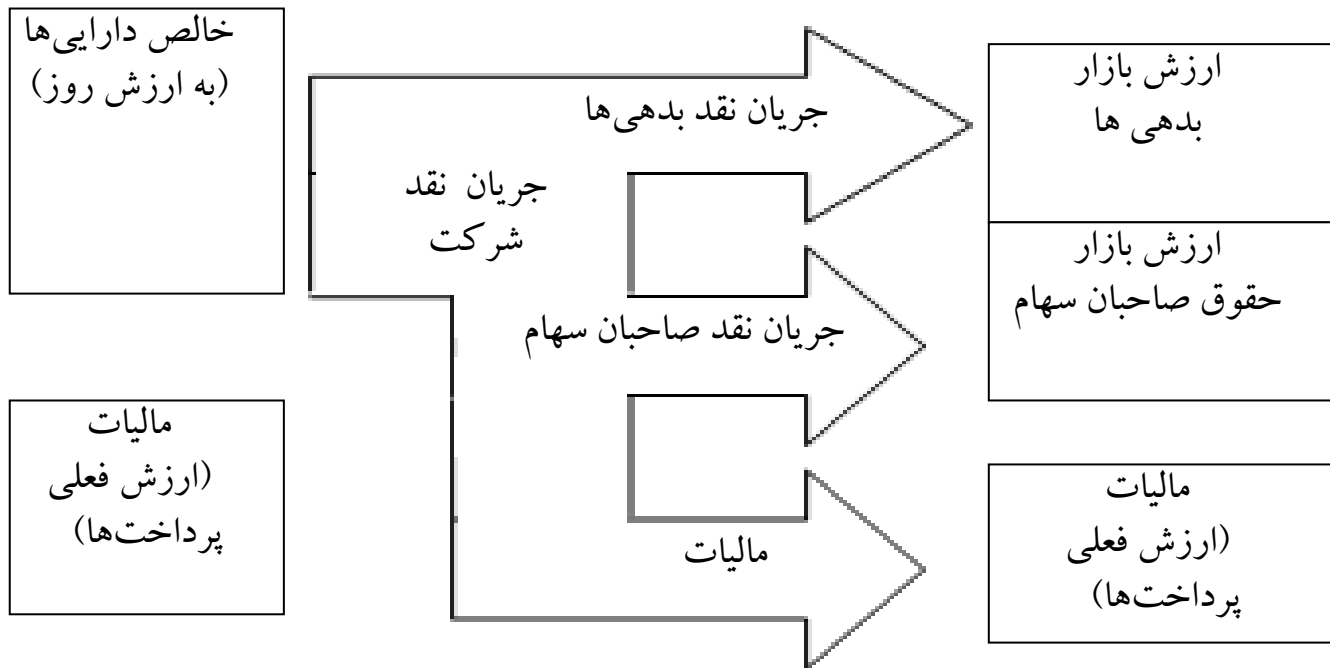 خالص دارایی‌ها
(به ارزش روز)
مالیات
(ارزش فعلی
پرداخت‌ها)
جریان نقد بدهی‌ها
جریان نقد
شرکت
جریان نقد صاحبان سهام
مالیات
ارزش بازار
بدهی ها
ارزش بازار
حقوق صاحبان سهام
مالیات
(ارزش فعلی
پرداخت‌ها)